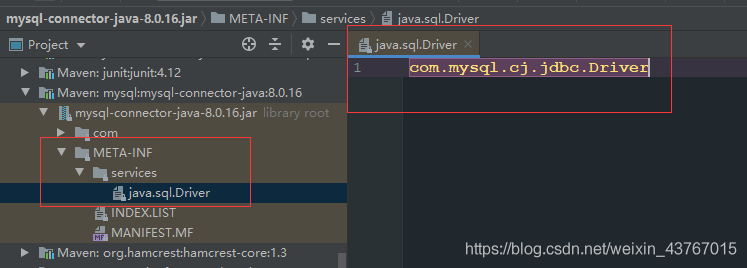 mysql-connector-java-8.0.16.jar META-INF services java.sql.Driver
Project
java.sql.Driver
Maven: junit:junit:4.12
1 com.mysql.cj.jdbc.Driver
Maven: mysql:mysql-connector-java:8.0.16
mysql-connector-java-8.0.16.jar library root
com
META-INF
services
java.sql.Driver
INDEX.LIST
MF MANIFEST.MF
Maven: org.hamcrest:hamcrest-core:1.3
https://blog.csdn.net/weixin_43767015